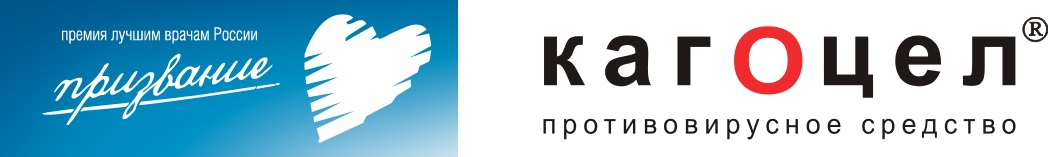 премия лучшим врачам России
призвание
кагоцел®
противовирусное средство